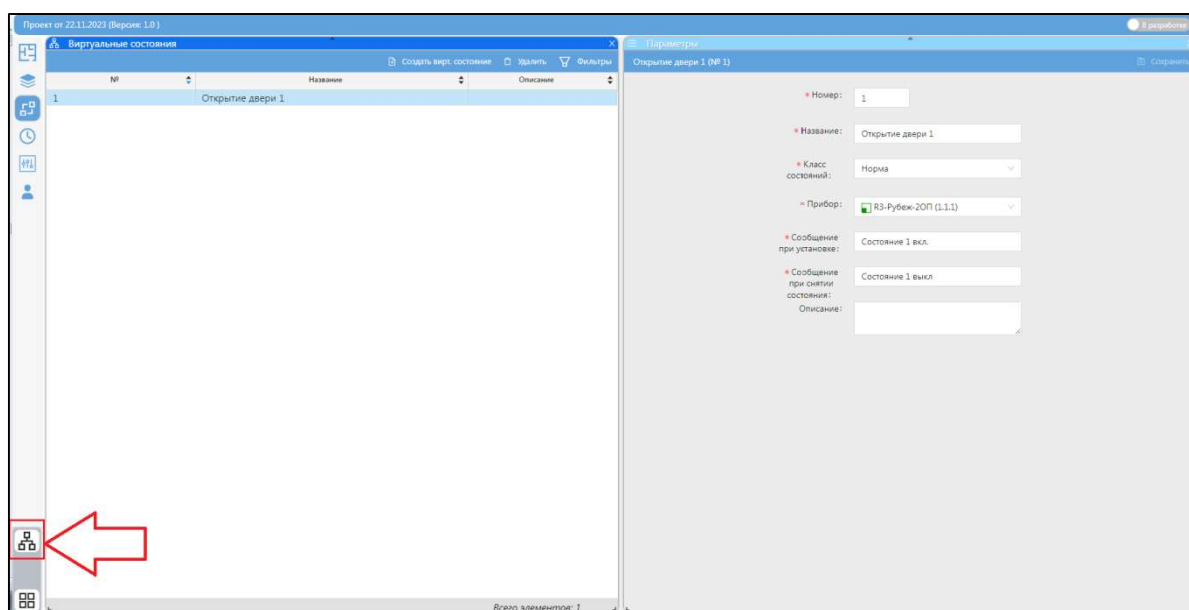 Проект от 22.11.2023 (Версия: 1.0 )
В разработке
Виртуальные состояния
X
Создать вирт. состояние
Удалить
Фильтры
№
Название
Описание
1
Открытие двери 1
Всего элементов: 1
Параметры
Открытие двери 1 (№ 1)
Сохранить
* Номер:
1
* Название:
Открытие двери 1
* Класс
состояний:
Норма
* Прибор:
R3-Рубеж-2ОП (1.1.1)
* Сообщение
при установке:
Состояние 1 вкл.
* Сообщение
при снятии
состояния:
Состояние 1 выкл
Описание: